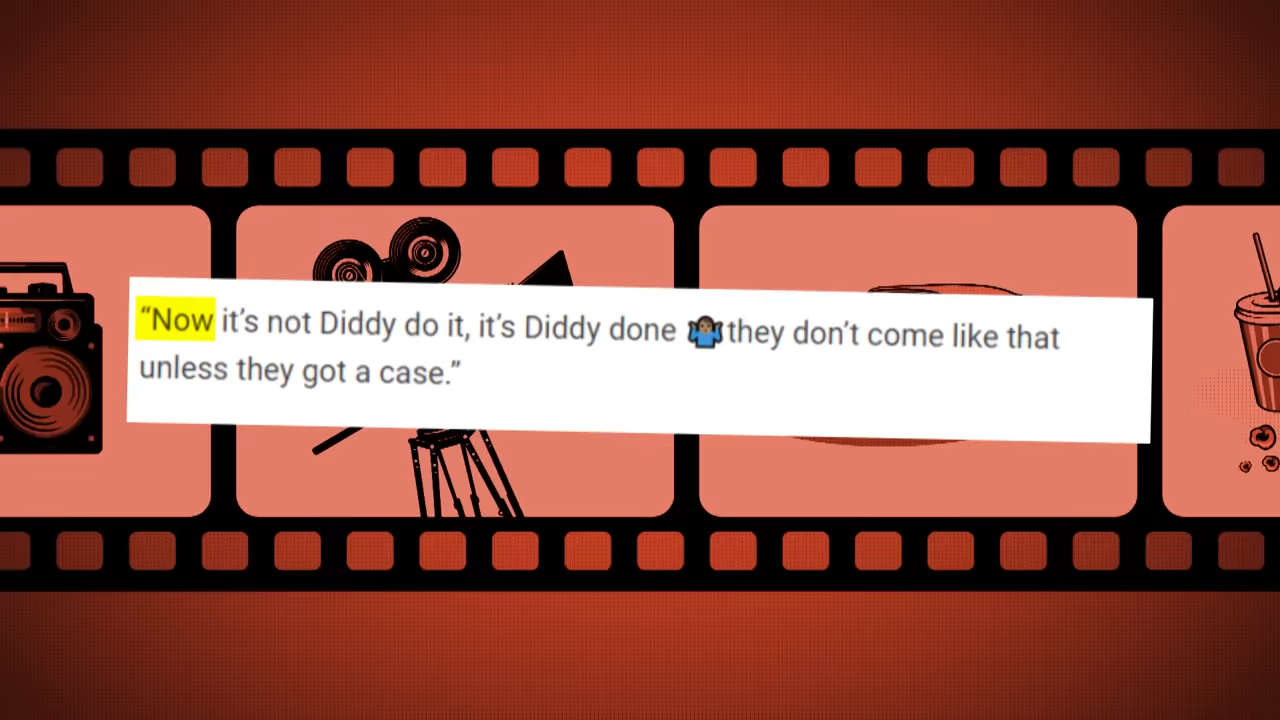 “Now it’s not Diddy do it, it’s Diddy done 🤷🏽‍♂️they don’t come like that
unless they got a case.”